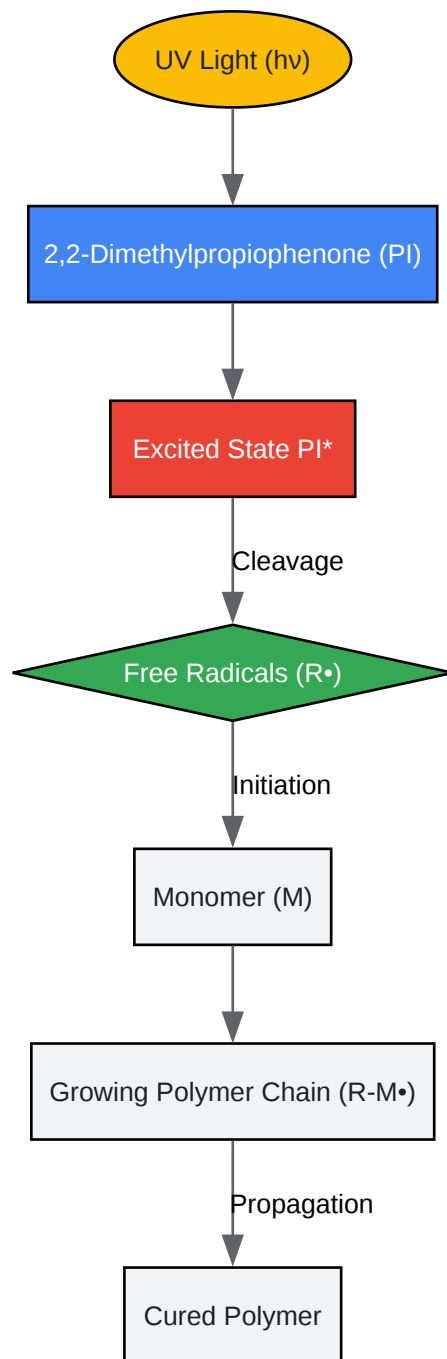 UV Light (hν)
2,2-Dimethylpropiophenone (PI)
Excited State PI*
Cleavage
Free Radicals (R•)
Initiation
Monomer (M)
Growing Polymer Chain (R-M•)
Propagation
Cured Polymer